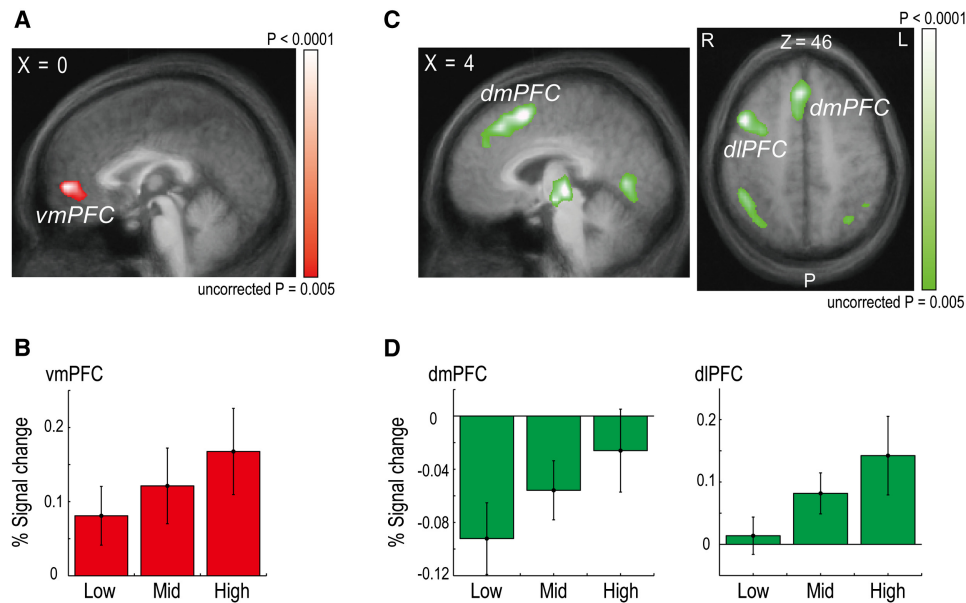 A
P < 0.0001
X = 0
vmPFC
uncorrected P = 0.005
B
vmPFC
% Signal change
0.2
0.1
0
Low Mid High
C
P < 0.0001
X = 4
dmPFC
R Z = 46 L
dmPFC
dlPFC
P
uncorrected P = 0.005
D
dmPFC
% Signal change
0
-0.04
-0.08
-0.12
Low Mid High
dlPFC
0.2
0.1
0
Low Mid High